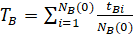 T_B = \sum_{i=1}^{N_B(0)} \frac{t_{Bi}}{N_B(0)}